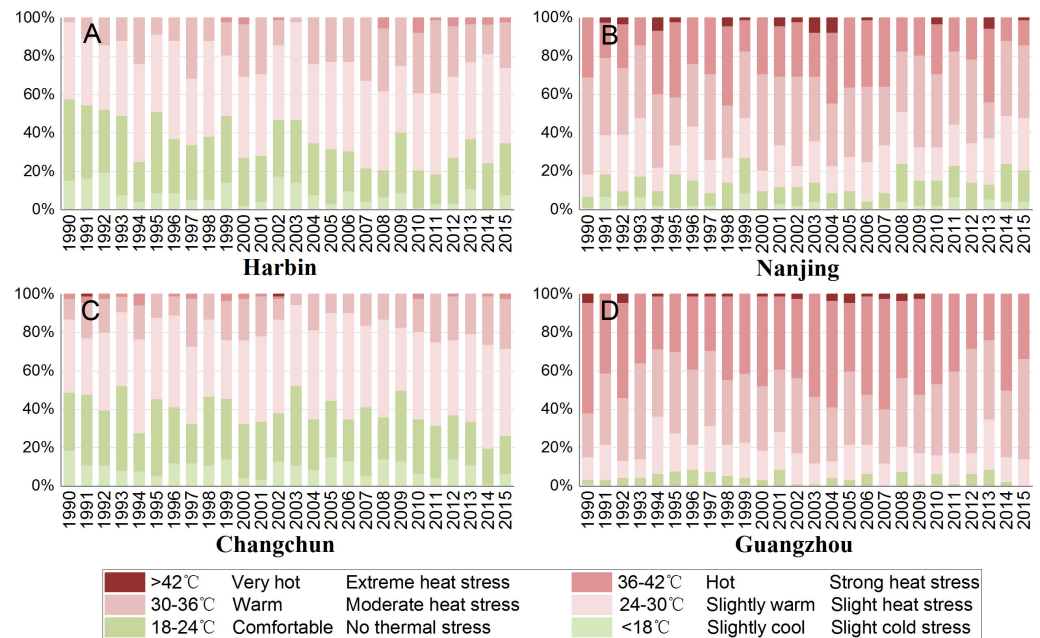 A
100%
80%
60%
40%
20%
0%
1990 1991 1992 1993 1994 1995 1996 1997 1998 1999 2000 2001 2002 2003 2004 2005 2006 2007 2008 2009 2010 2011 2012 2013 2014 2015
Harbin
B
100%
80%
60%
40%
20%
0%
1990 1991 1992 1993 1994 1995 1996 1997 1998 1999 2000 2001 2002 2003 2004 2005 2006 2007 2008 2009 2010 2011 2012 2013 2014 2015
Nanjing
C
100%
80%
60%
40%
20%
0%
1990 1991 1992 1993 1994 1995 1996 1997 1998 1999 2000 2001 2002 2003 2004 2005 2006 2007 2008 2009 2010 2011 2012 2013 2014 2015
Changchun
D
100%
80%
60%
40%
20%
0%
1990 1991 1992 1993 1994 1995 1996 1997 1998 1999 2000 2001 2002 2003 2004 2005 2006 2007 2008 2009 2010 2011 2012 2013 2014 2015
Guangzhou
>42℃ Very hot Extreme heat stress 36-42℃ Hot Strong heat stress
30-36℃ Warm Moderate heat stress 24-30℃ Slightly warm Slight heat stress
18-24℃ Comfortable No thermal stress <18℃ Slightly cool Slight cold stress